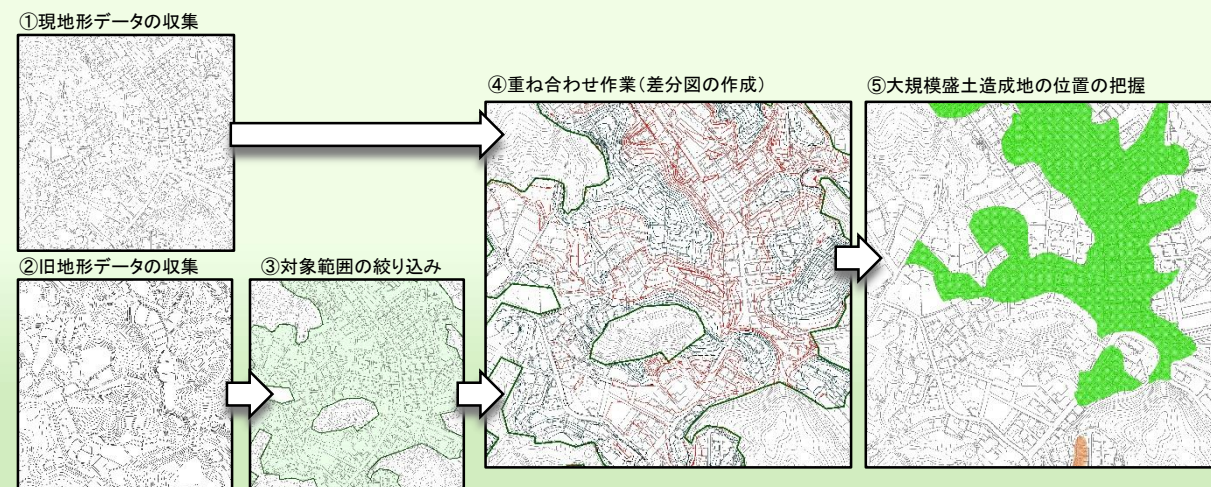 ①現地形データの収集
④重ね合わせ作業(差分図の作成)
⑤大規模盛土造成地の位置の把握
②旧地形データの収集
③対象範囲の絞り込み